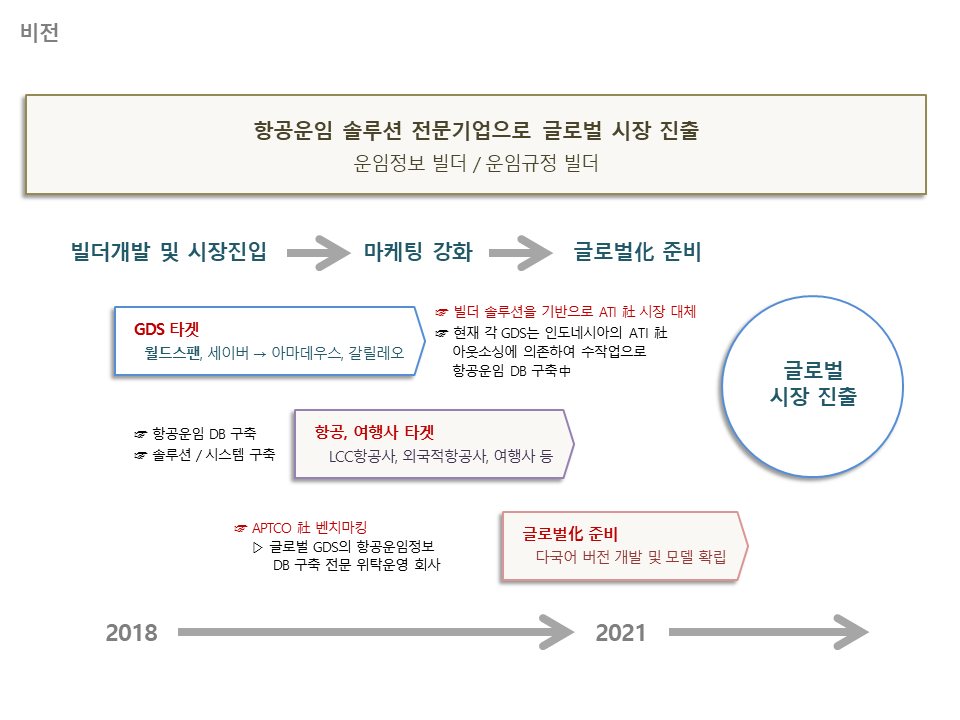 비전
항공운임 솔루션 전문기업으로 글로벌 시장 진출
운임정보 빌더 / 운임규정 빌더
빌더개발 및 시장진입
마케팅 강화
글로벌化 준비
GDS 타겟
월드스팬, 세이버 → 아마데우스, 갈릴레오
☞ 빌더 솔루션을 기반으로 ATI 社 시장 대체
☞ 현재 각 GDS는 인도네시아의 ATI 社
아웃소싱에 의존하여 수작업으로
항공운임 DB 구축中
글로벌
시장 진출
☞ 항공운임 DB 구축
☞ 솔루션 / 시스템 구축
항공, 여행사 타겟
LCC항공사, 외국적항공사, 여행사 등
☞ APTCO 社 벤치마킹
▷ 글로벌 GDS의 항공운임정보
DB 구축 전문 위탁운영 회사
글로벌化 준비
다국어 버전 개발 및 모델 확립
2018
2021